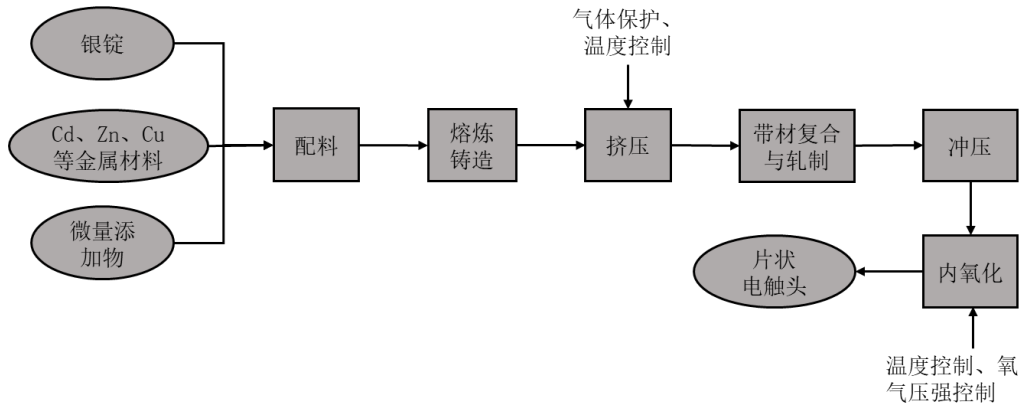 气体保护、
温度控制
银锭
Cd、Zn、Cu
等金属材料
微量添
加物
配料
熔炼
铸造
挤压
带材复合
与轧制
冲压
内氧化
片状
电触头
温度控制、氧
气压强控制